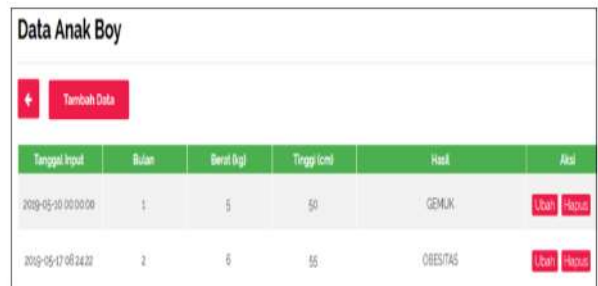 Data Anak Boy
Tambah Data
Tanggal Input Bulan Berat (kg) Tinggi (cm) Hasil Aksi
2019-05-10 00:00:00 1 5 50 GEMUK Ubah Hapus
2019-05-17 08:24:22 2 6 55 OBESITAS Ubah Hapus